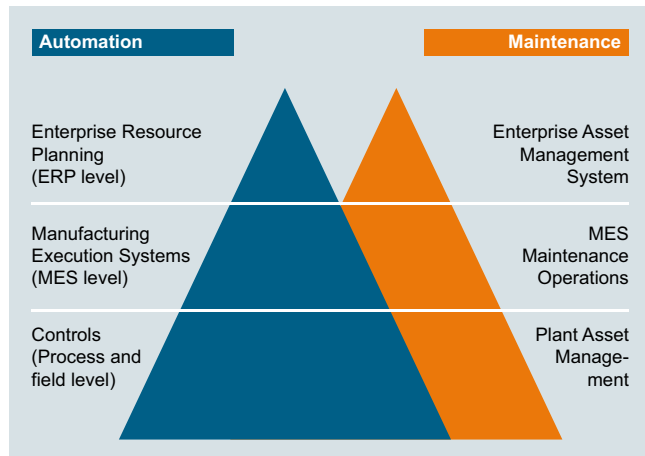 Automation
Maintenance
Enterprise Resource
Planning
(ERP level)
Enterprise Asset
Management
System
Manufacturing
Execution Systems
(MES level)
MES
Maintenance
Operations
Controls
(Process and
field level)
Plant Asset
Manage-
ment